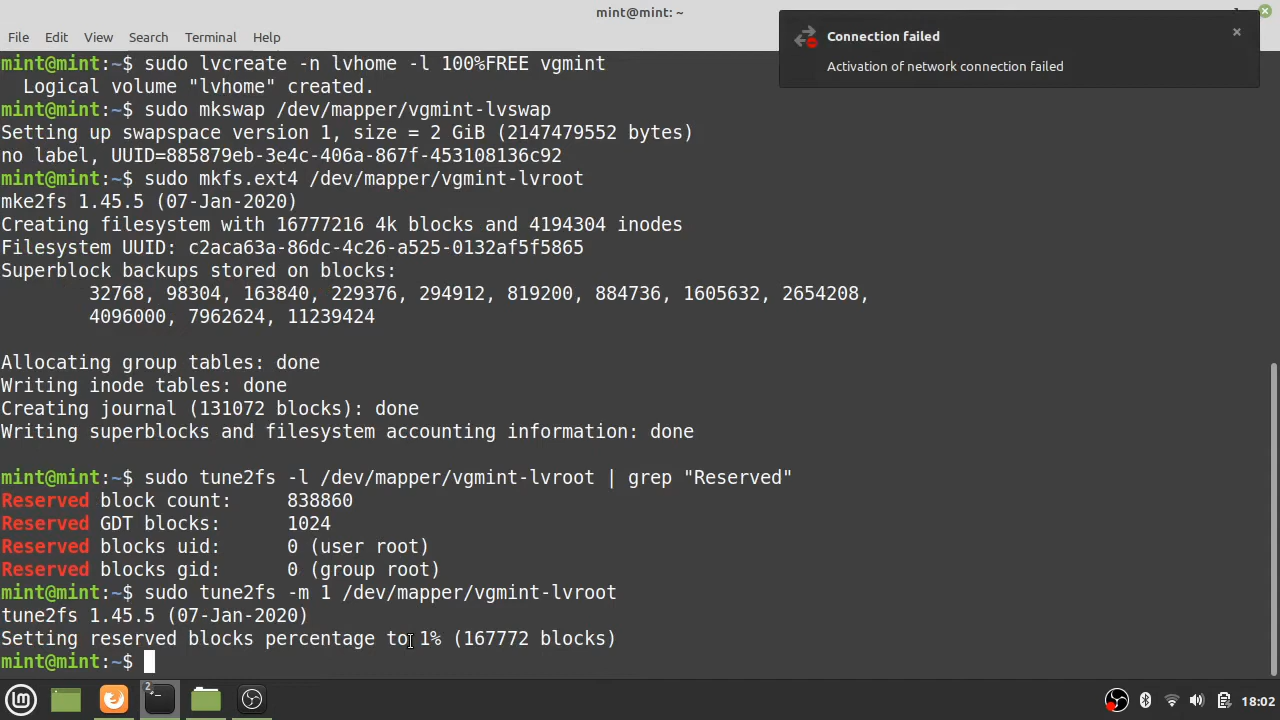 mint@mint: ~
File Edit View Search Terminal Help
Connection failed
Activation of network connection failed
mint@mint:~$ sudo lvcreate -n lvhome -l 100%FREE vgmint
  Logical volume "lvhome" created.
mint@mint:~$ sudo mkswap /dev/mapper/vgmint-lvswap
Setting up swapspace version 1, size = 2 GiB (2147479552 bytes)
no label, UUID=885879eb-3e4c-406a-867f-453108136c92
mint@mint:~$ sudo mkfs.ext4 /dev/mapper/vgmint-lvroot
mke2fs 1.45.5 (07-Jan-2020)
Creating filesystem with 16777216 4k blocks and 4194304 inodes
Filesystem UUID: c2aca63a-86dc-4c26-a525-0132af5f5865
Superblock backups stored on blocks:
        32768, 98304, 163840, 229376, 294912, 819200, 884736, 1605632, 2654208,
        4096000, 7962624, 11239424
Allocating group tables: done
Writing inode tables: done
Creating journal (131072 blocks): done
Writing superblocks and filesystem accounting information: done
mint@mint:~$ sudo tune2fs -l /dev/mapper/vgmint-lvroot | grep "Reserved"
Reserved block count:     838860
Reserved GDT blocks:      1024
Reserved blocks uid:      0 (user root)
Reserved blocks gid:      0 (group root)
mint@mint:~$ sudo tune2fs -m 1 /dev/mapper/vgmint-lvroot
tune2fs 1.45.5 (07-Jan-2020)
Setting reserved blocks percentage to 1% (167772 blocks)
mint@mint:~$
2
18:02